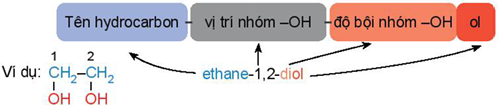 Tên hydrocarbon – vị trí nhóm –OH – độ bội nhóm –OH ol
1 2
Ví dụ: CH₂–CH₂ ethane-1,2-diol
OH OH